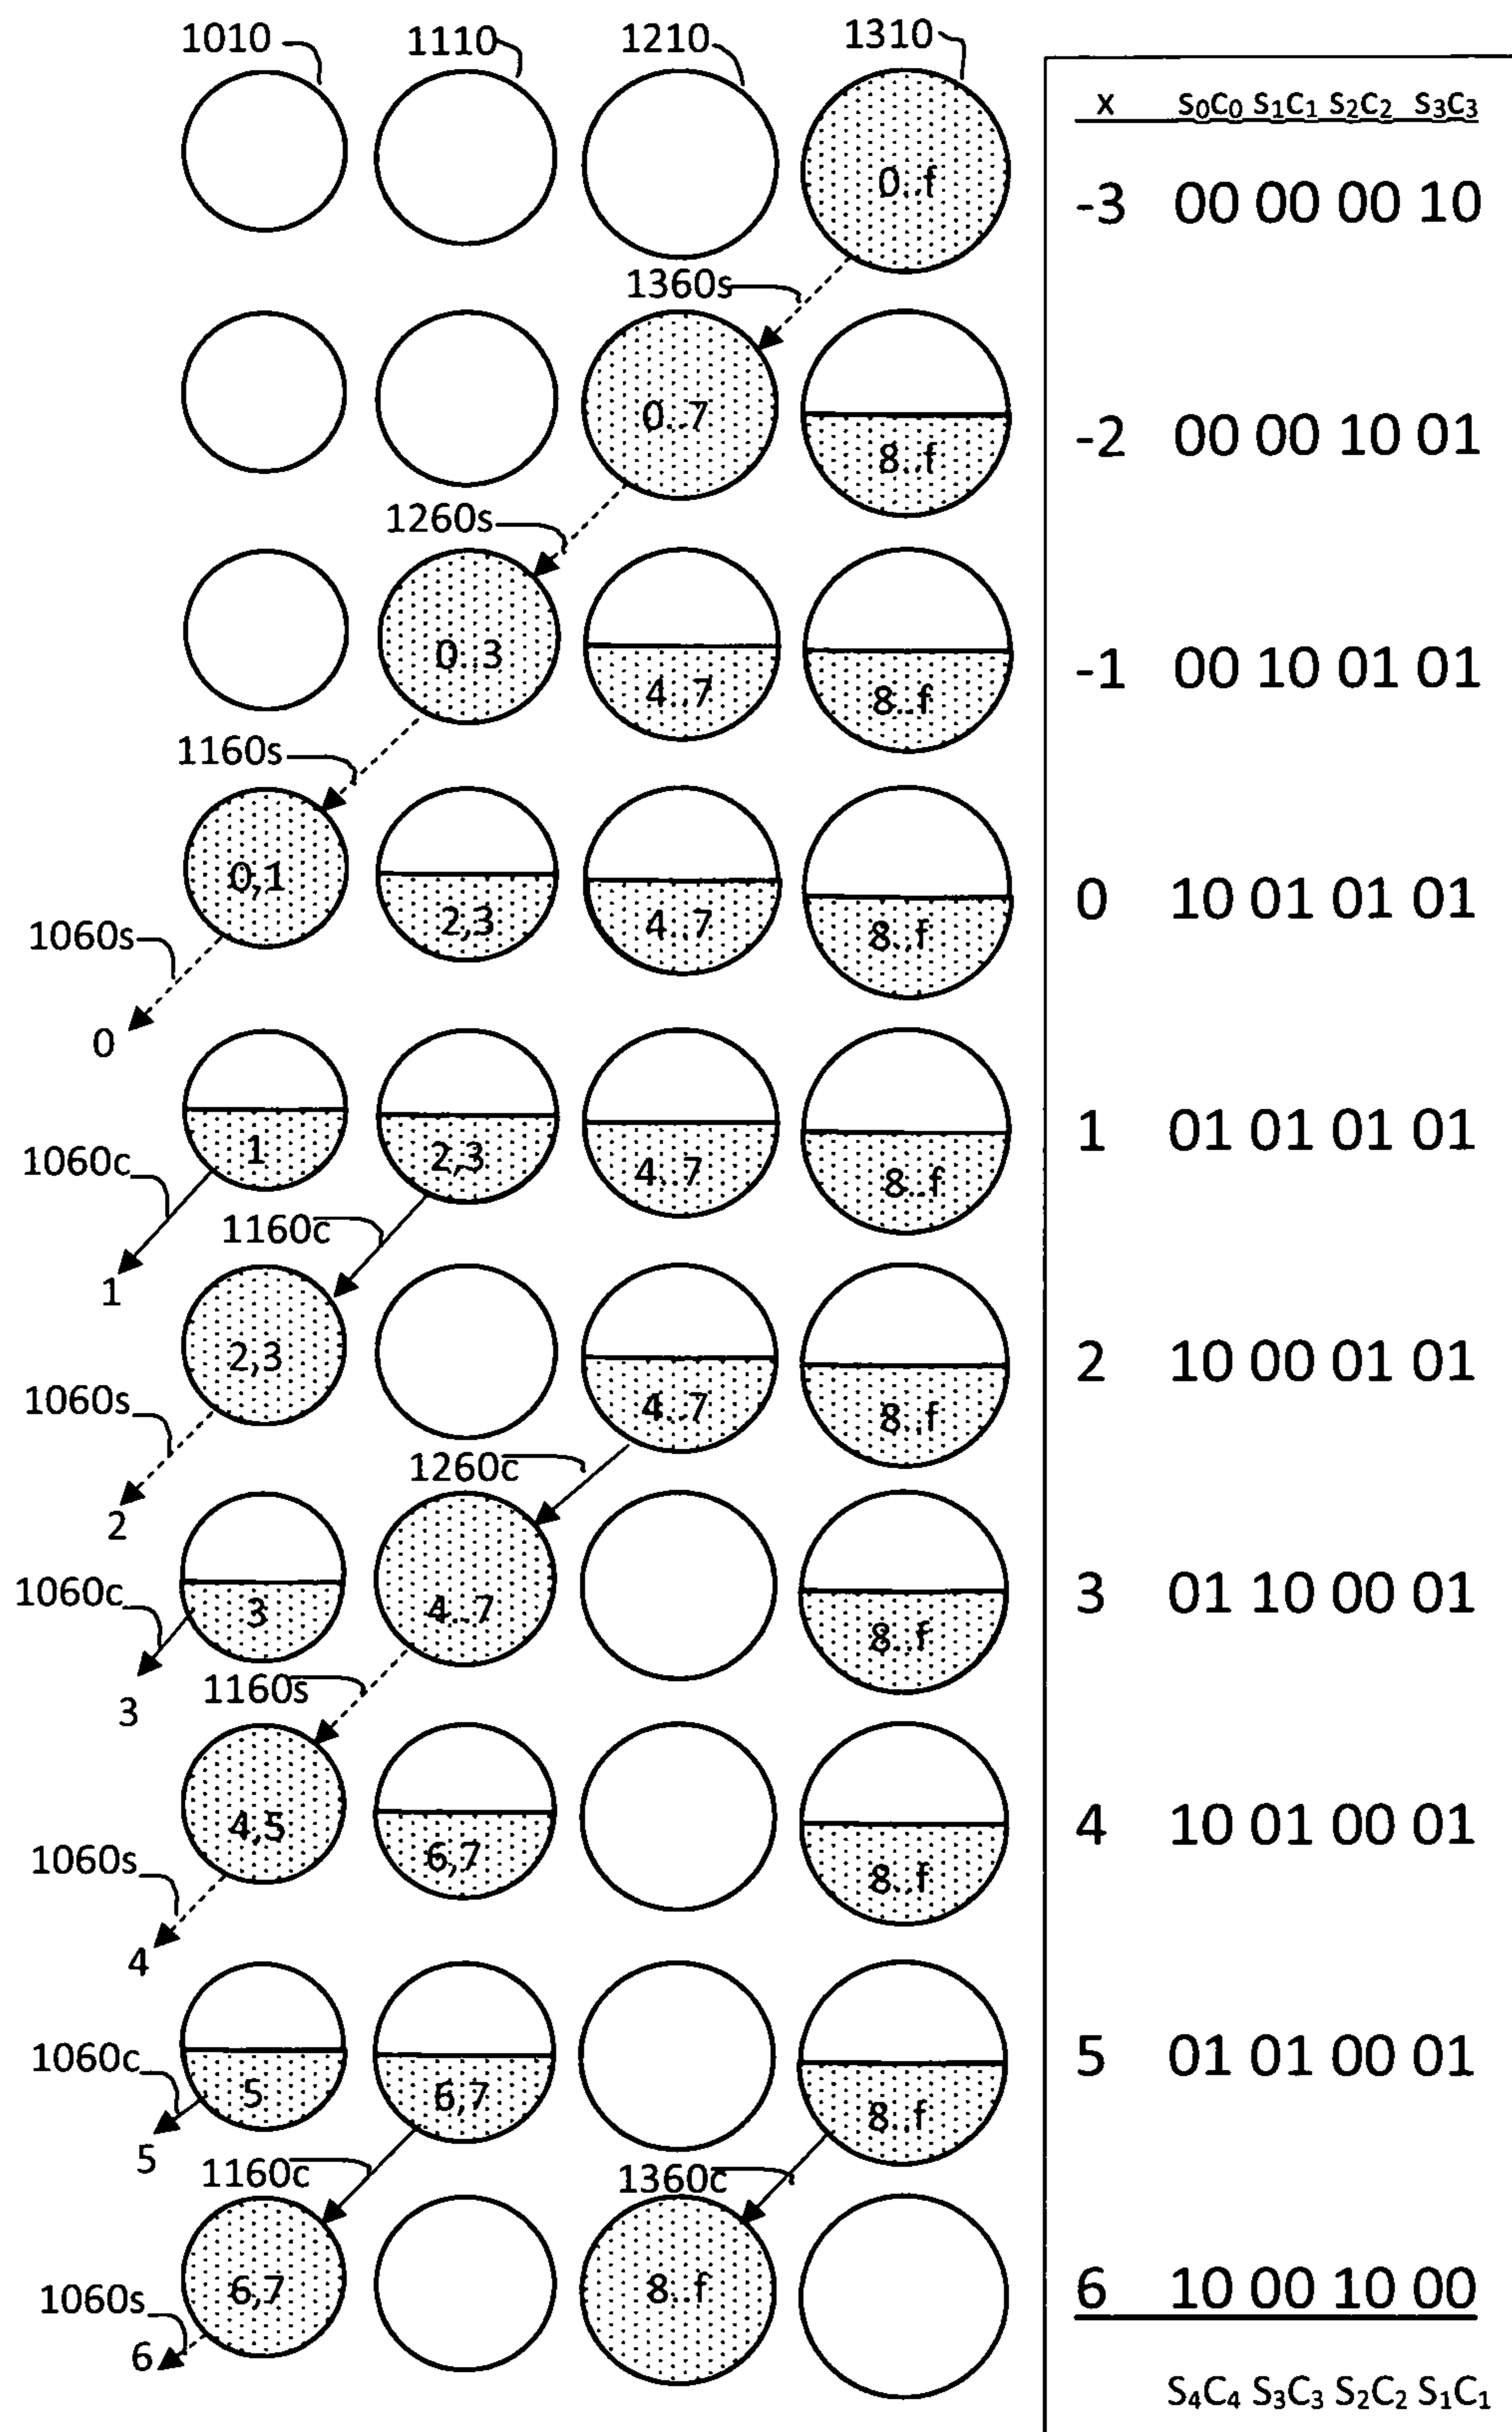 1010 1110 1210 1310
x S₀C₀ S₁C₁ S₂C₂ S₃C₃
0..f
-3 00 00 00 10
1360s
0..7 8..f
-2 00 00 10 01
1260s
0..3 4..7 8..f
-1 00 10 01 01
1160s
0,1 2,3 4..7 8..f
0 10 01 01 01
1060s
0
1 2,3 4..7 8..f
1 01 01 01 01
1060c
1160c
1
2,3 4..7 8..f
2 10 00 01 01
1060s
1260c
2
3 4..7 8..f
3 01 10 00 01
1060c
1160s
3
4,5 6,7 8..f
4 10 01 00 01
1060s
4
5 6,7 8..f
5 01 01 00 01
1060c
5
1160c 1360c
6,7 8..f
6 10 00 10 00
1060s
6
S₄C₄ S₃C₃ S₂C₂ S₁C₁